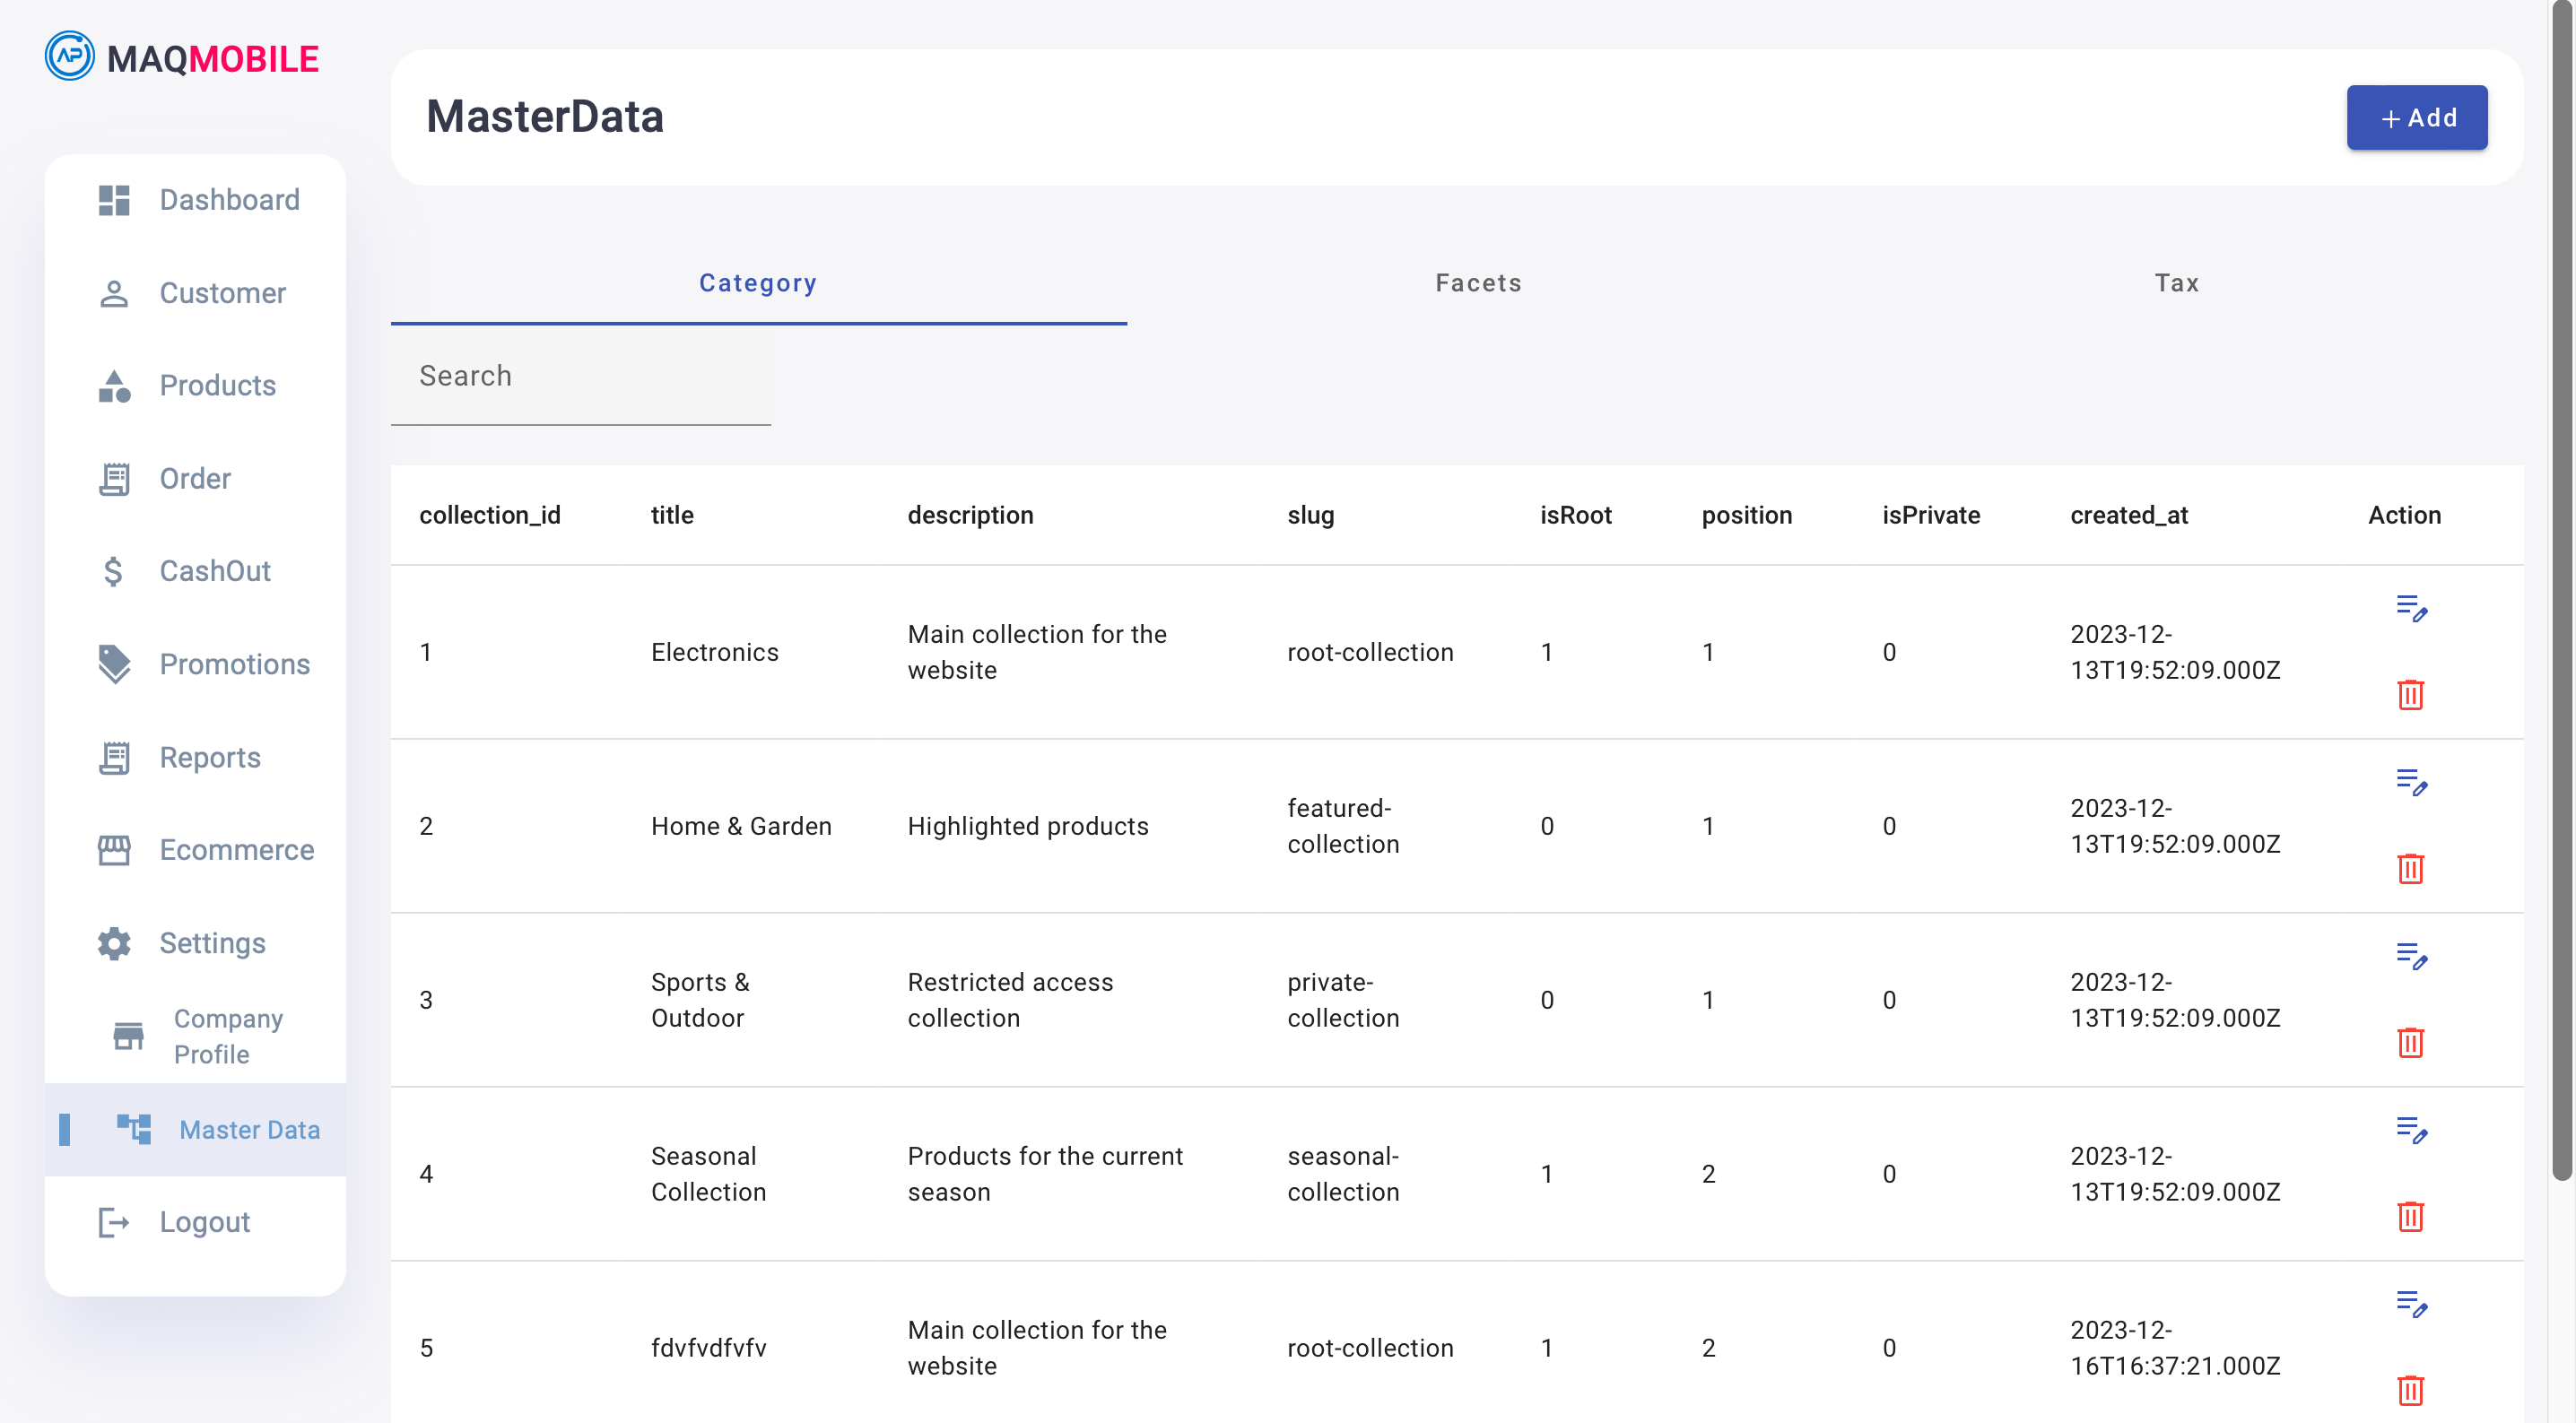 AP MAQMOBILE
MasterData
+ Add
Dashboard
Customer
Products
Order
CashOut
Promotions
Reports
Ecommerce
Settings
Company
Profile
Master Data
Logout
Category Facets Tax
Search
collection_id title description slug isRoot position isPrivate created_at Action
1 Electronics Main collection for the root-collection 1 1 0 2023-12-
website 13T19:52:09.000Z
2 Home & Garden Highlighted products featured- 0 1 0 2023-12-
collection 13T19:52:09.000Z
3 Sports & Restricted access private- 0 1 0 2023-12-
Outdoor collection collection 13T19:52:09.000Z
4 Seasonal Products for the current seasonal- 1 2 0 2023-12-
Collection season collection 13T19:52:09.000Z
5 fdvfvdfvfv Main collection for the root-collection 1 2 0 2023-12-
website 16T16:37:21.000Z